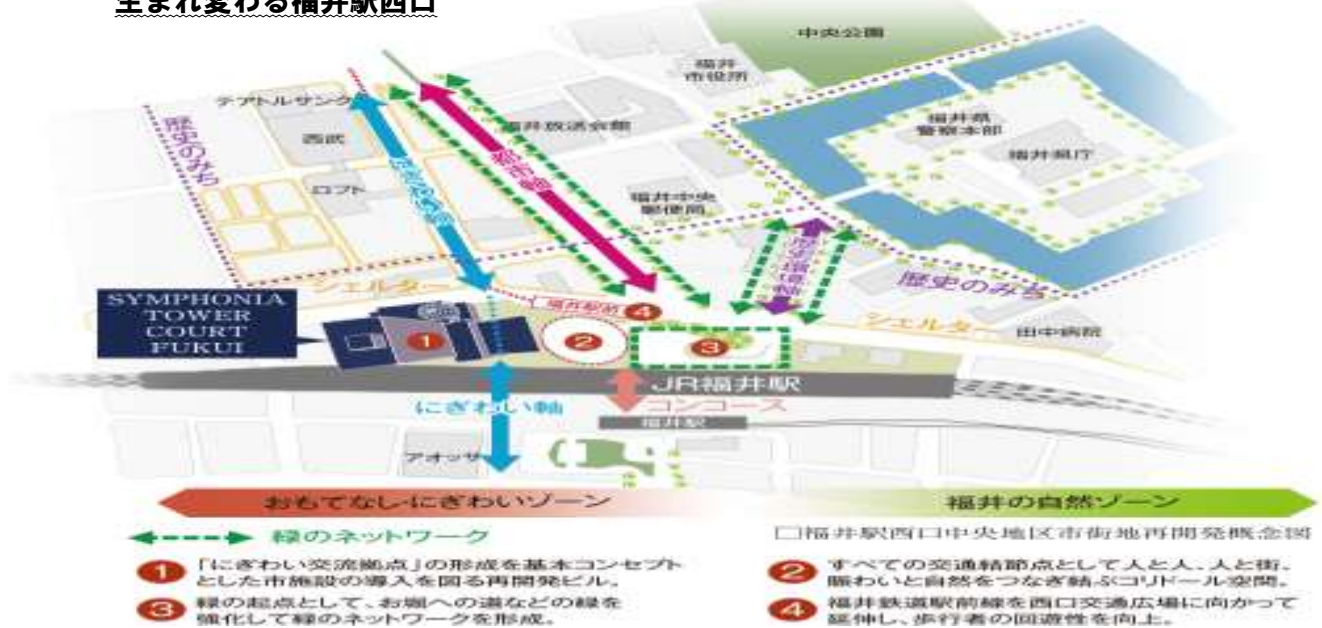 生まれ変わる福井駅西口
中央公園
福井
市役所
テアトルサンク
西武
歴史のみち
福井放送会館
福井県
警察本部
福井県庁
ロフト
福井中央
郵便局
歴史環境軸
歴史のみち
シェルター
シェルター
田中病院
SYMPHONIA
TOWER
COURT
FUKUI
福井駅前
4
1
2
3
JR福井駅
にぎわい軸
コンコース
福井駅
アオッサ
おもてなし・にぎわいゾーン
福井の自然ゾーン
緑のネットワーク
□福井駅西口中央地区市街地再開発概念図
1 「にぎわい交流拠点」の形成を基本コンセプト
とした市施設の導入を図る再開発ビル。
2 すべての交通結節点として人と人、人と街。
賑わいと自然をつなぎ結ぶコリドール空間。
3 緑の起点として、お堀への道などの緑を
強化して緑のネットワークを形成。
4 福井鉄道駅前線を西口交通広場に向かって
延伸し、歩行者の回遊性を向上。